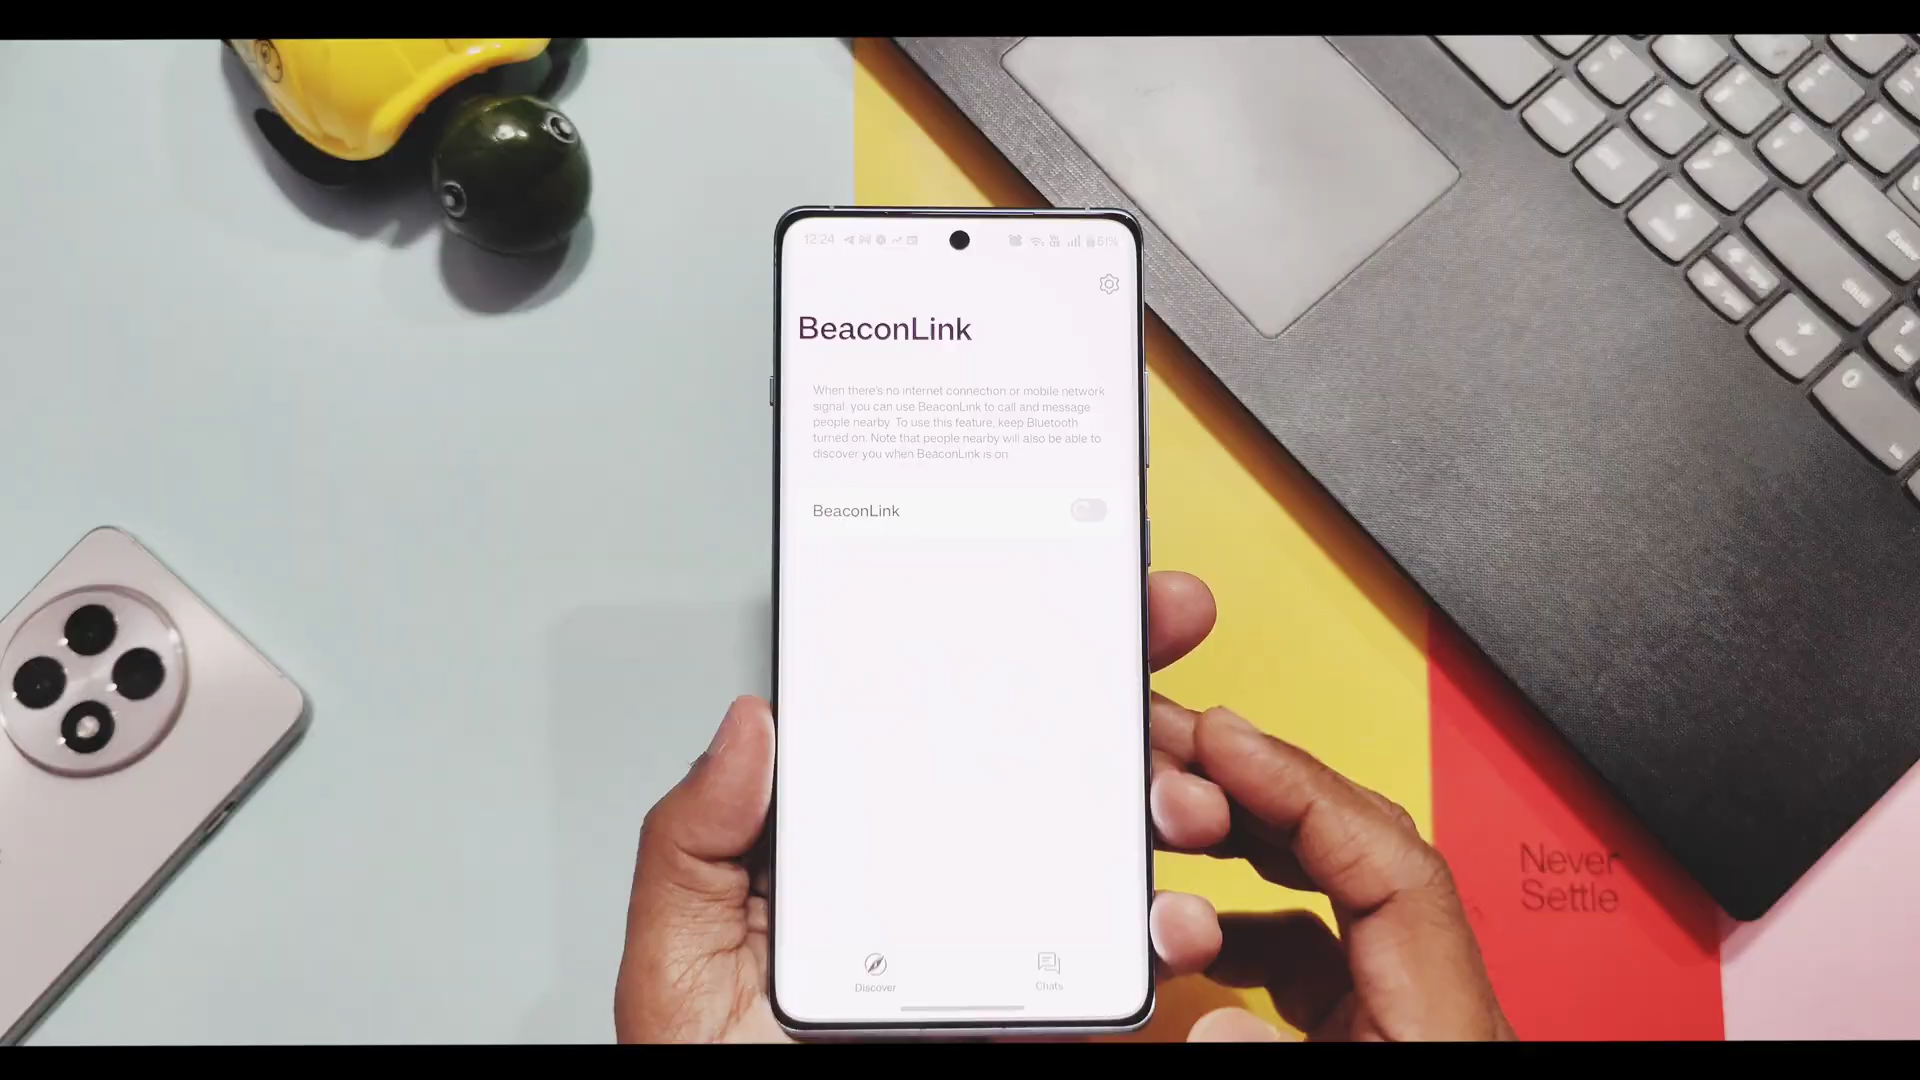 12:24
61%
BeaconLink
When there's no internet connection or mobile network
signal, you can use BeaconLink to call and message
people nearby. To use this feature, keep Bluetooth
turned on. Note that people nearby will also be able to
discover you when BeaconLink is on
BeaconLink
Discover
Chats
Never
Settle
Shift